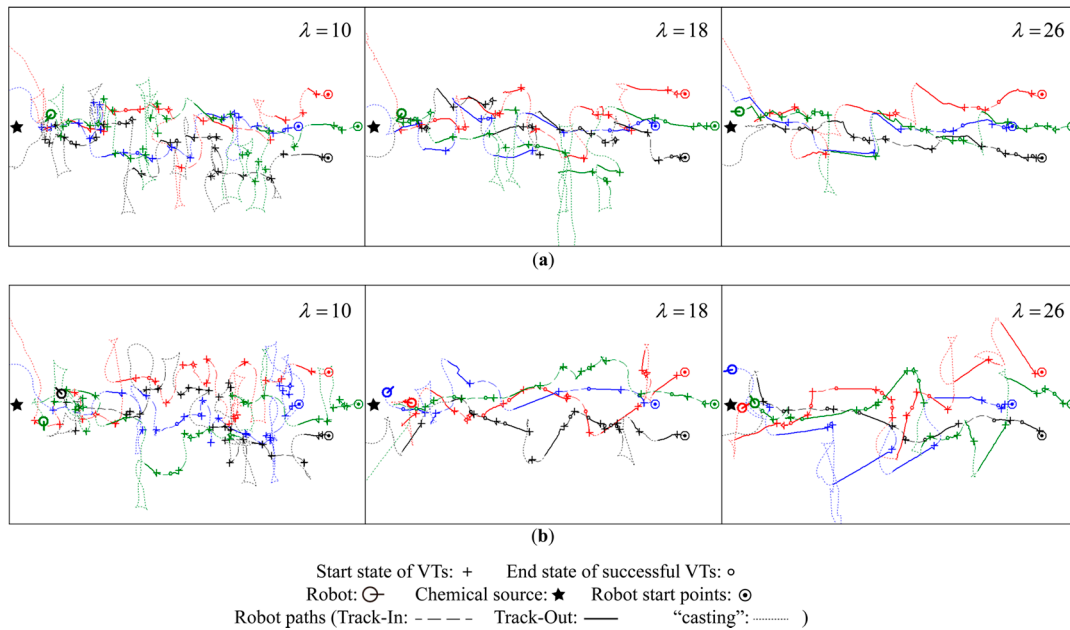 λ = 10
λ = 18
λ = 26
(a)
λ = 10
λ = 18
λ = 26
(b)
Start state of VTs: + End state of successful VTs:
Robot: Chemical source: ★ Robot start points:
Robot paths (Track-In: Track-Out: “casting”: )